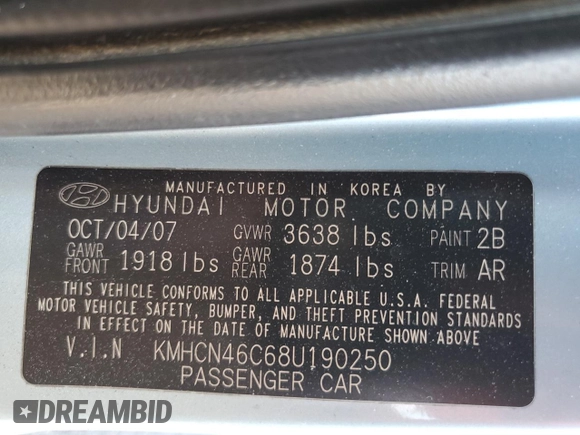 MANUFACTURED IN KOREA BY
HYUNDAI MOTOR COMPANY
OCT/04/07 GVWR 3638 lbs PAINT 2B
GAWR FRONT 1918 lbs GAWR REAR 1874 lbs TRIM AR
THIS VEHICLE CONFORMS TO ALL APPLICABLE U.S.A. FEDERAL
MOTOR VEHICLE SAFETY, BUMPER, AND THEFT PREVENTION STANDARDS
IN EFFECT ON THE DATE OF MANUFACTURE SHOWN ABOVE
V.I.N KMHCN46C68U190250
PASSENGER CAR
DREAMBID